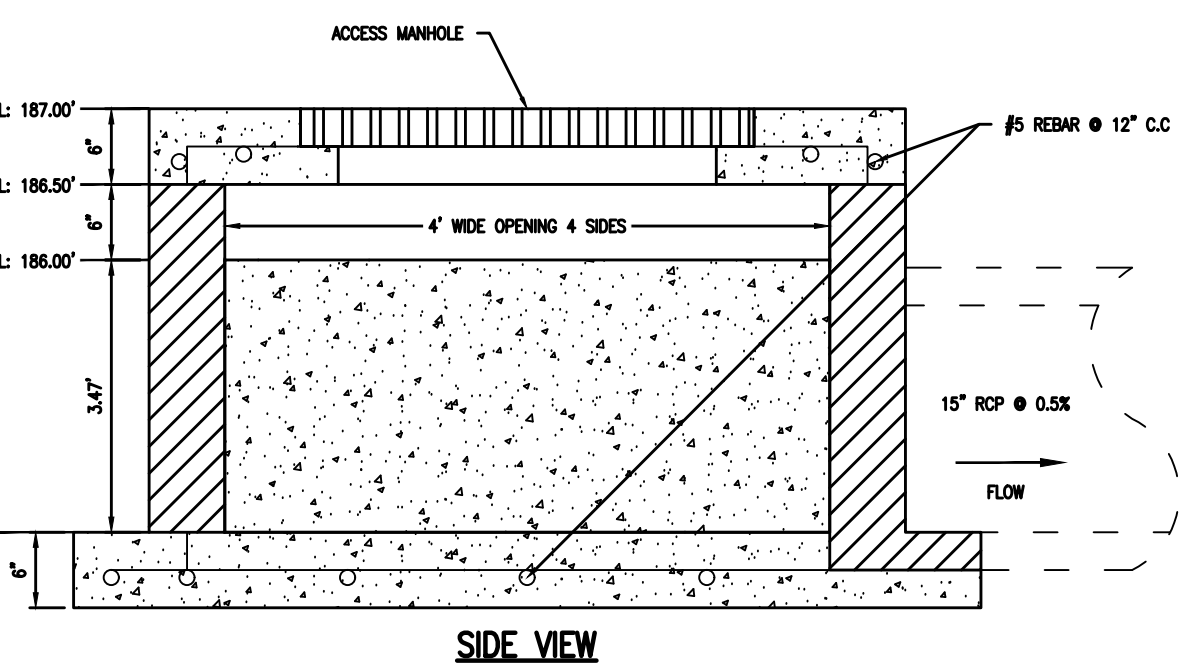 ACCESS MANHOLE
L: 187.00'
#5 REBAR @ 12" C.C
6"
L: 186.50'
6"
4' WIDE OPENING 4 SIDES
L: 186.00'
3.47'
15" RCP @ 0.5%
FLOW
6"
SIDE VIEW